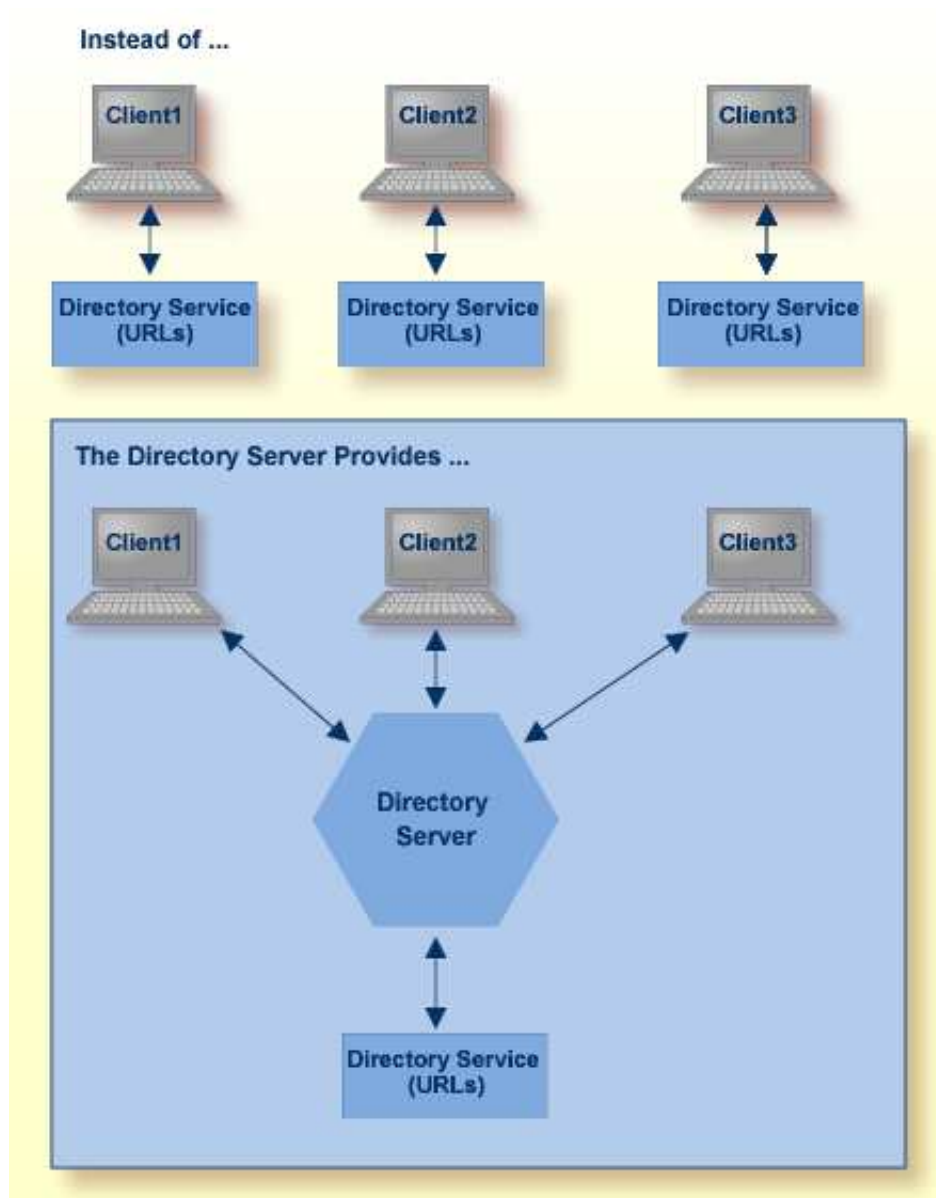 Instead of ...
Client1
Client2
Client3
Directory Service
(URLs)
Directory Service
(URLs)
Directory Service
(URLs)
The Directory Server Provides ...
Client1
Client2
Client3
Directory
Server
Directory Service
(URLs)